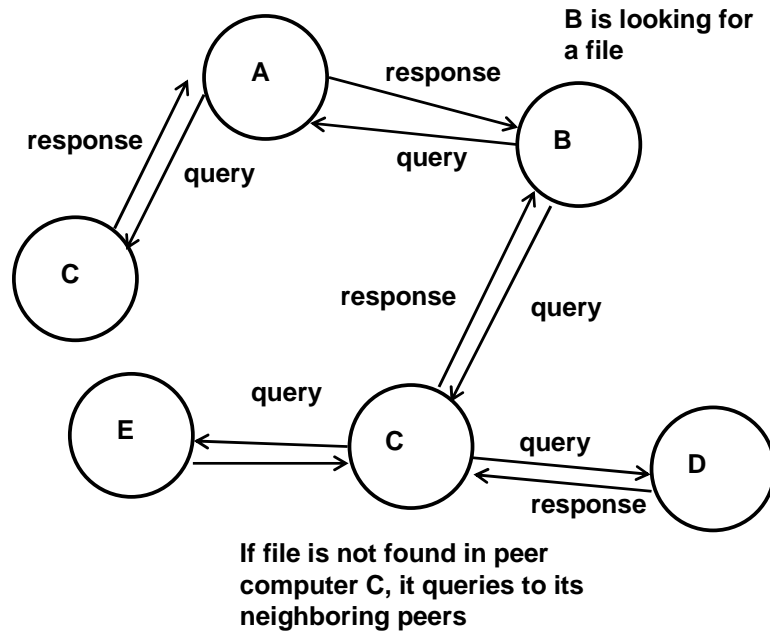 B is looking for
a file
A
response
B
response
query
query
C
response
query
query
E
C
query
D
response
If file is not found in peer
computer C, it queries to its
neighboring peers